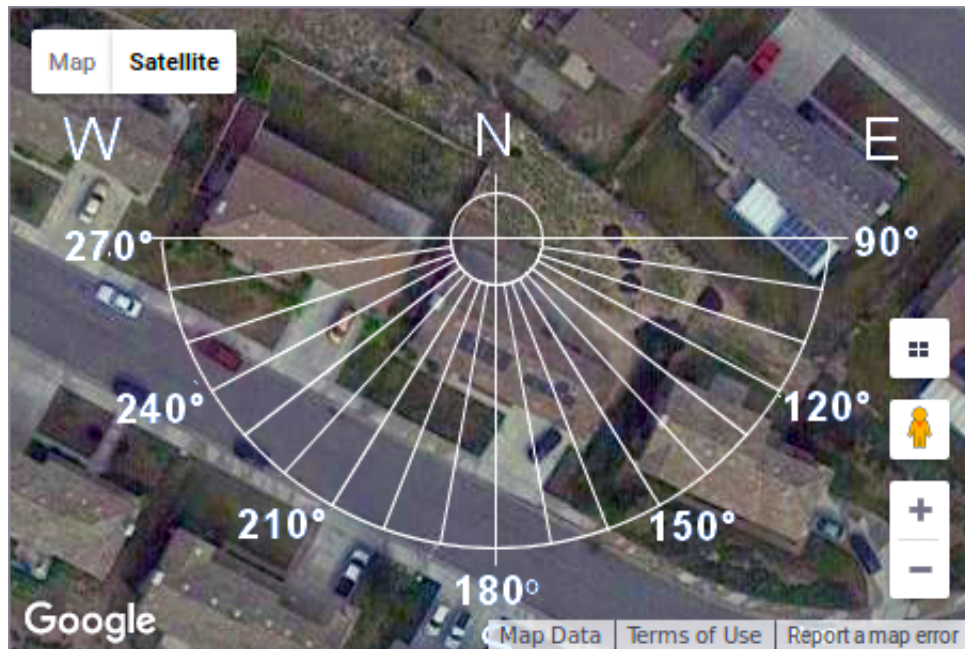 Map Satellite
W N E
270° 90°
240° 120°
210° 150°
180°
Google
Map Data Terms of Use Report a map error